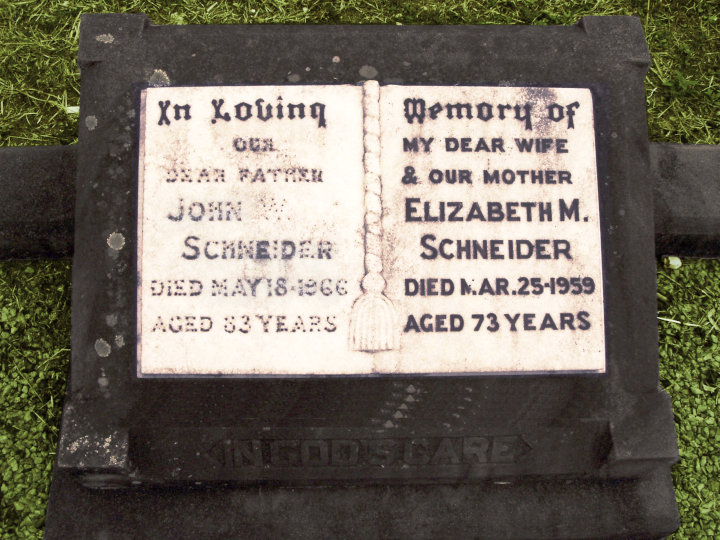 In Loving
OUR
DEAR FATHER
JOHN W.
SCHNEIDER
DIED MAY 18-1966
AGED 83 YEARS
Memory of
MY DEAR WIFE
& OUR MOTHER
ELIZABETH M.
SCHNEIDER
DIED MAR. 25-1959
AGED 73 YEARS
IN GOD'S CARE